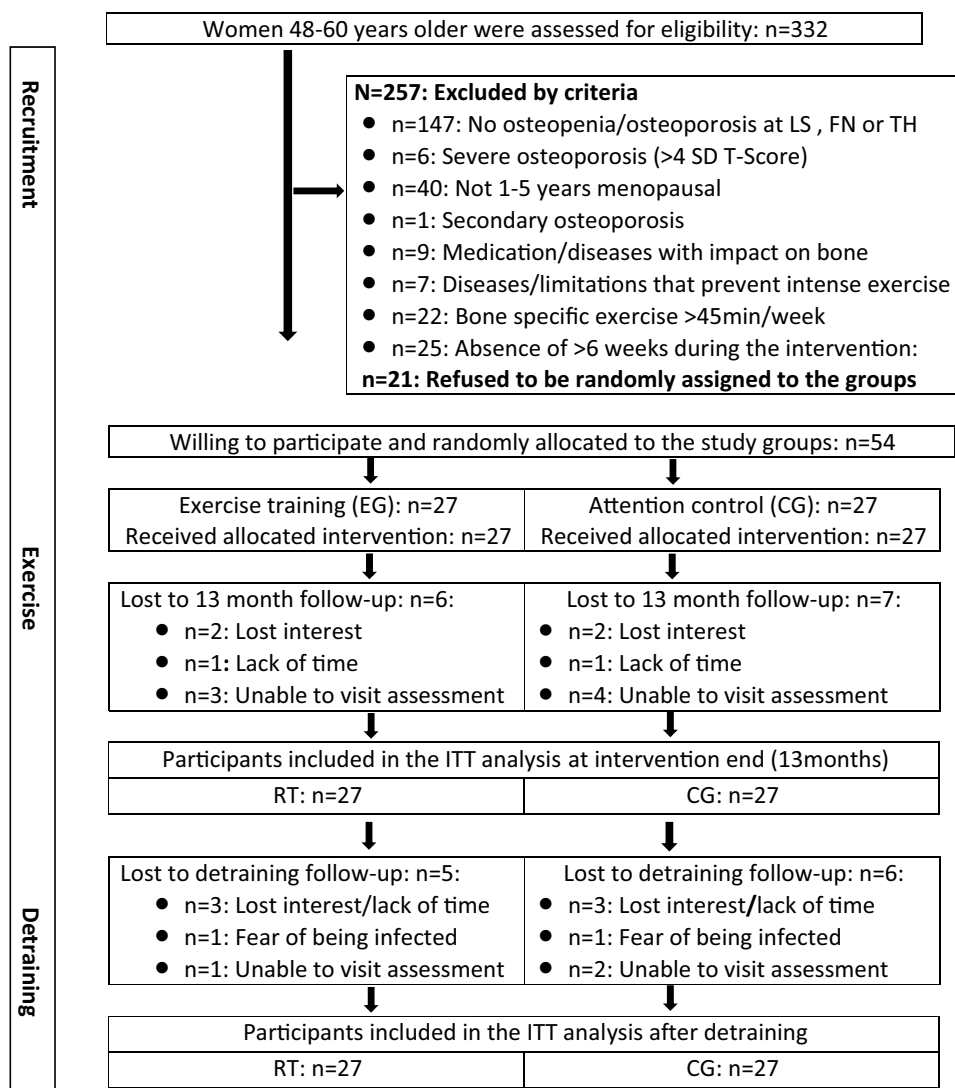 Women 48-60 years older were assessed for eligibility: n=332
Recruitment
N=257: Excluded by criteria
● n=147: No osteopenia/osteoporosis at LS , FN or TH
● n=6: Severe osteoporosis (>4 SD T-Score)
● n=40: Not 1-5 years menopausal
● n=1: Secondary osteoporosis
● n=9: Medication/diseases with impact on bone
● n=7: Diseases/limitations that prevent intense exercise
● n=22: Bone specific exercise >45min/week
● n=25: Absence of >6 weeks during the intervention:
n=21: Refused to be randomly assigned to the groups
Willing to participate and randomly allocated to the study groups: n=54
Exercise
Exercise training (EG): n=27
Received allocated intervention: n=27
Attention control (CG): n=27
Received allocated intervention: n=27
Lost to 13 month follow-up: n=6:
● n=2: Lost interest
● n=1: Lack of time
● n=3: Unable to visit assessment
Lost to 13 month follow-up: n=7:
● n=2: Lost interest
● n=1: Lack of time
● n=4: Unable to visit assessment
Participants included in the ITT analysis at intervention end (13months)
RT: n=27
CG: n=27
Detraining
Lost to detraining follow-up: n=5:
● n=3: Lost interest/lack of time
● n=1: Fear of being infected
● n=1: Unable to visit assessment
Lost to detraining follow-up: n=6:
● n=3: Lost interest/lack of time
● n=1: Fear of being infected
● n=2: Unable to visit assessment
Participants included in the ITT analysis after detraining
RT: n=27
CG: n=27